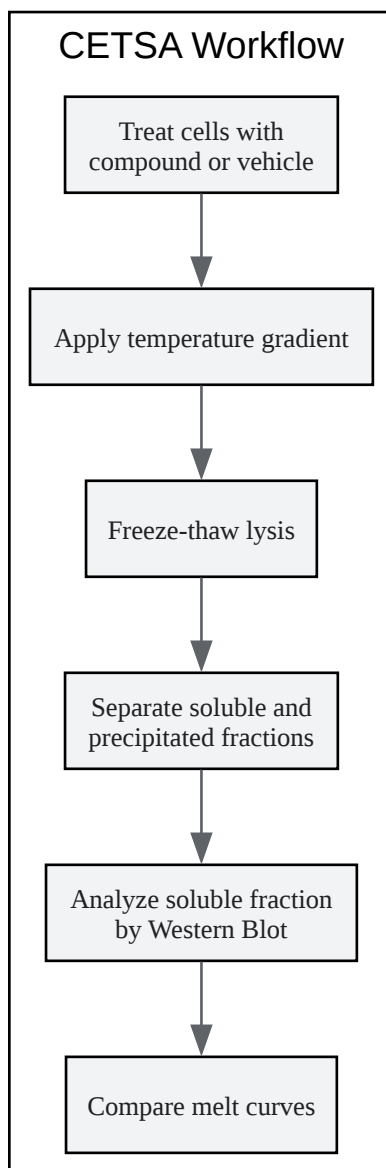 CETSA Workflow
Treat cells with
compound or vehicle
Apply temperature gradient
Freeze-thaw lysis
Separate soluble and
precipitated fractions
Analyze soluble fraction
by Western Blot
Compare melt curves